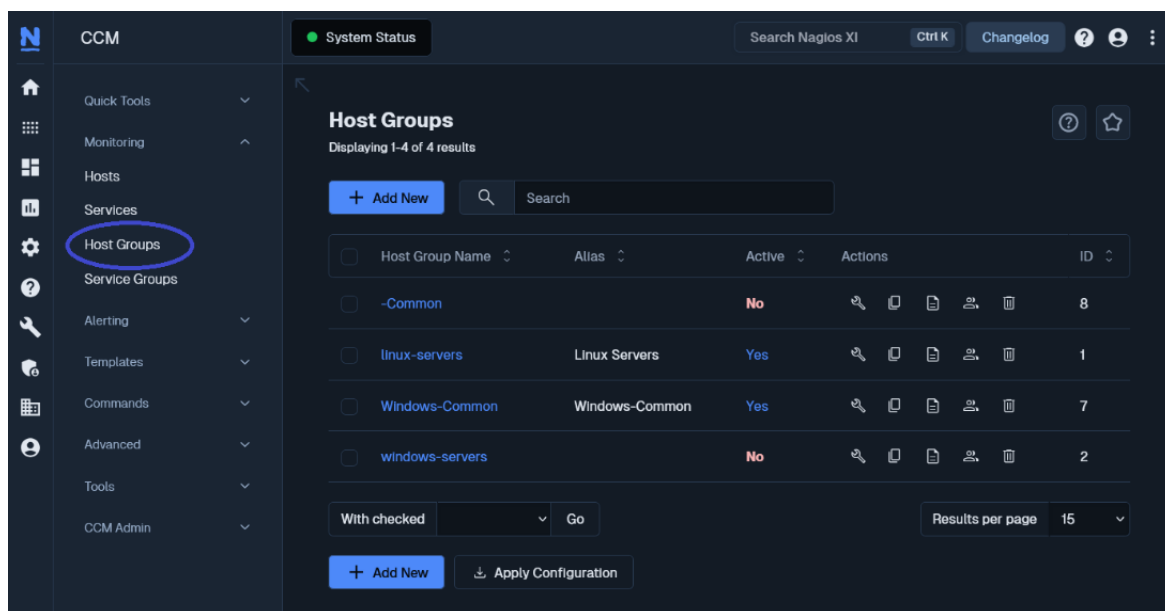 N CCM System Status Search Nagios XI Ctrl K Changelog
Quick Tools
Monitoring
Hosts
Services
Host Groups
Service Groups
Alerting
Templates
Commands
Advanced
Tools
CCM Admin
Host Groups
Displaying 1-4 of 4 results
Add New Search
Host Group Name Alias Active Actions ID
-Common No 8
linux-servers Linux Servers Yes 1
Windows-Common Windows-Common Yes 7
windows-servers No 2
With checked Go Results per page 15
Add New Apply Configuration